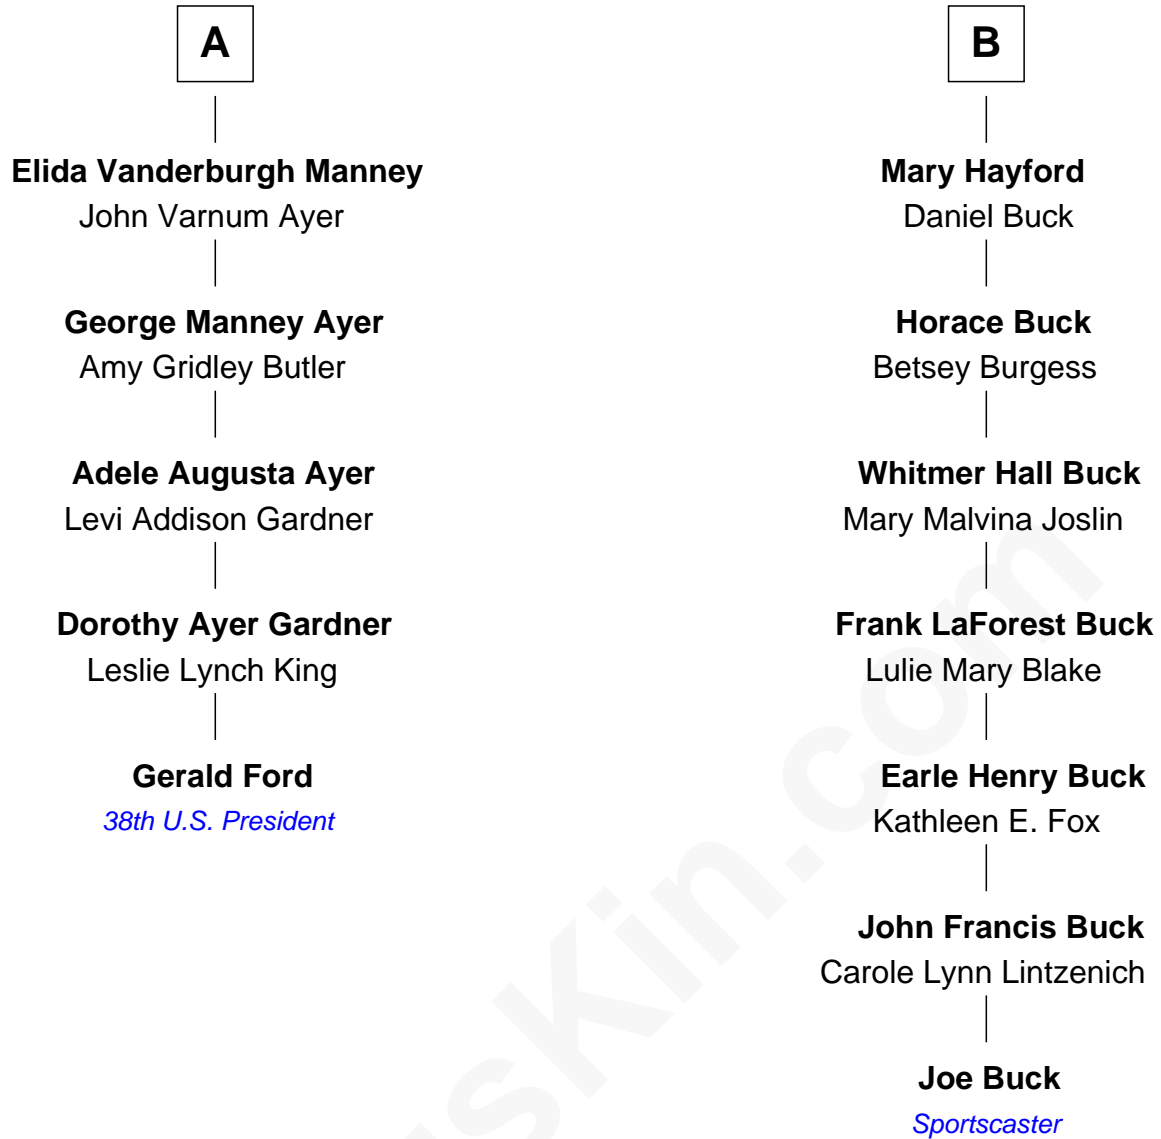 A
Elida Vanderburgh Manney
John Varnum Ayer
George Manney Ayer
Amy Gridley Butler
Adele Augusta Ayer
Levi Addison Gardner
Dorothy Ayer Gardner
Leslie Lynch King
Gerald Ford
38th U.S. President
B
Mary Hayford
Daniel Buck
Horace Buck
Betsey Burgess
Whitmer Hall Buck
Mary Malvina Joslin
Frank LaForest Buck
Lulie Mary Blake
Earle Henry Buck
Kathleen E. Fox
John Francis Buck
Carole Lynn Lintzenich
Joe Buck
Sportscaster
usKin.com